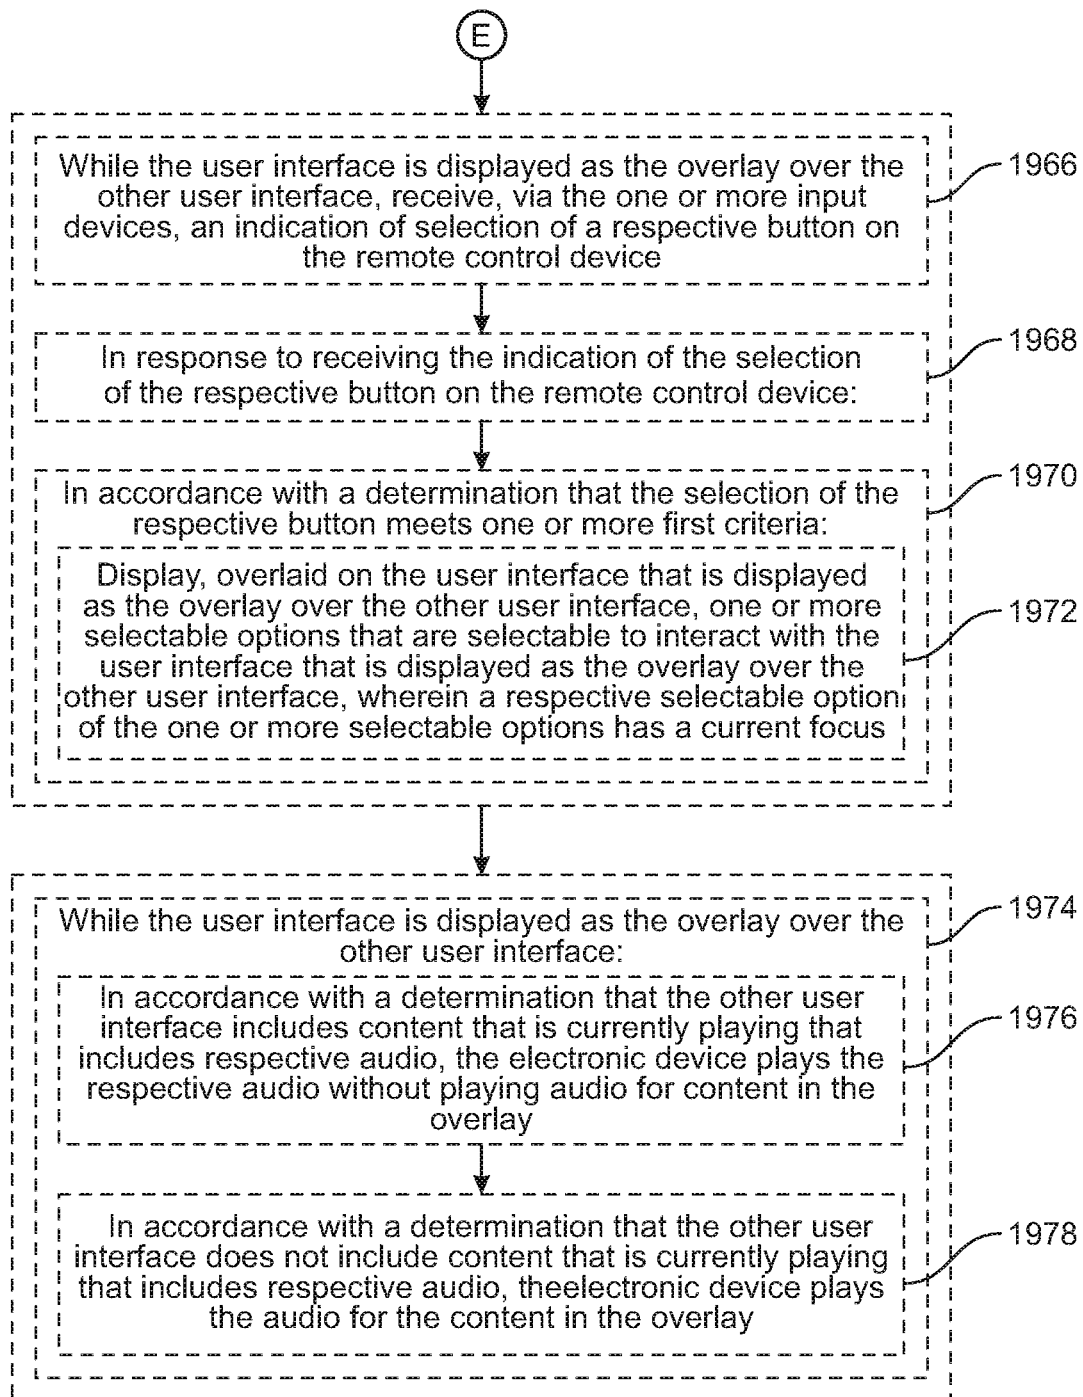 E
While the user interface is displayed as the overlay over the
other user interface, receive, via the one or more input
devices, an indication of selection of a respective button on
the remote control device
1966
In response to receiving the indication of the selection
of the respective button on the remote control device:
1968
In accordance with a determination that the selection of the
respective button meets one or more first criteria:
1970
Display, overlaid on the user interface that is displayed
as the overlay over the other user interface, one or more
selectable options that are selectable to interact with the
user interface that is displayed as the overlay over the
other user interface, wherein a respective selectable option
of the one or more selectable options has a current focus
1972
While the user interface is displayed as the overlay over the
other user interface:
1974
In accordance with a determination that the other user
interface includes content that is currently playing that
includes respective audio, the electronic device plays the
respective audio without playing audio for content in the
overlay
1976
In accordance with a determination that the other user
interface does not include content that is currently playing
that includes respective audio, theelectronic device plays
the audio for the content in the overlay
1978